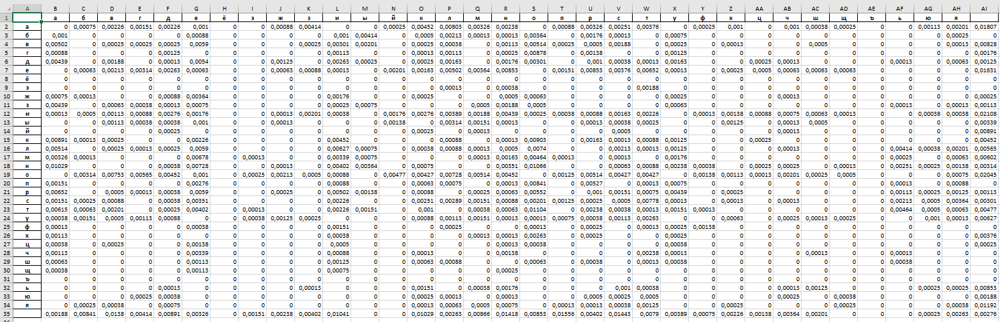 A B C D E F G H I J K L M N O P Q R S T U V W X Y Z AA AB AC AD AE AF AG AH AI
1 а б в г д е ё э ж з и ы й к л м н о п р с т у ф х ц ч ш щ ъ ь ю я
2 а 0 0,00075 0,00226 0,00151 0,00226 0,001 0 0 0,00088 0,00414 0 0 0,00025 0,00452 0,00803 0,00326 0,00238 0 0,00088 0,00326 0,00251 0,00376 0 0,00025 0,001 0 0,001 0,00038 0,00025 0 0 0,00113 0,00201 0,01807
3 б 0,001 0 0 0 0 0,00088 0 0 0 0 0,001 0,00414 0 0,0005 0,00213 0,00013 0,00013 0,00364 0 0,00176 0,00013 0 0,00075 0 0 0 0 0 0 0 0 0 0,00025 0
4 в 0,00502 0 0,00025 0,00025 0,00025 0,0059 0 0 0 0,00025 0,00301 0,00201 0 0,00025 0,00038 0 0,00113 0,00514 0,00025 0,0005 0,00188 0 0,00025 0 0,00013 0 0 0,0005 0 0 0 0 0,00013 0,00828
5 г 0,00088 0 0 0 0,00125 0 0 0 0 0 0,00113 0 0 0,00013 0,00113 0 0,00025 0,00878 0 0,00138 0 0 0,00125 0 0 0 0 0 0 0 0 0 0 0,00176
6 д 0,00439 0 0,00188 0 0,00013 0,0054 0 0 0,00125 0 0,00263 0,00025 0 0,00025 0,00163 0 0,00176 0,00301 0 0,001 0,00038 0,00013 0,00163 0 0 0,00025 0,00013 0 0 0 0,00013 0 0,00063 0,00125
7 е 0 0,00063 0,00213 0,00314 0,00263 0,00063 0 0 0,00063 0,00088 0,00013 0 0,00201 0,00163 0,00502 0,00364 0,00853 0 0,00151 0,00853 0,00376 0,00652 0,00013 0 0,00025 0,0005 0,00063 0,00063 0,00063 0 0 0 0 0,01631
8 ё 0 0 0 0 0 0 0 0 0 0 0 0 0 0 0 0 0 0 0 0 0 0 0 0 0 0 0 0 0 0 0 0 0 0
9 э 0 0 0 0 0 0 0 0 0 0 0 0 0 0 0,00013 0 0,00038 0 0 0 0 0,00188 0 0 0 0 0 0 0 0 0 0 0 0
10 ж 0,00075 0,00013 0 0 0,00088 0,00364 0 0 0 0 0,00176 0 0 0,00025 0 0 0,0005 0,00063 0 0 0 0 0,00025 0 0 0 0,00013 0 0 0 0 0 0 0,00025
11 з 0,00439 0 0,00063 0,00038 0,00013 0,00075 0 0 0 0 0,00025 0,00075 0 0 0 0,0005 0,00188 0,0005 0 0 0 0 0,00063 0 0 0 0 0 0 0 0,00013 0 0,00013 0,00113
12 и 0,00013 0,0005 0,00113 0,00088 0,00276 0,00176 0 0 0,00013 0,00201 0,00038 0 0,00176 0,00276 0,00389 0,00188 0,00439 0,00025 0,00038 0,00088 0,00163 0,00226 0 0,00013 0,00138 0,00088 0,00075 0,00063 0,00013 0 0 0,00038 0,00038 0,02108
13 ы 0 0 0,00113 0,00038 0,00038 0,001 0 0 0,00013 0 0 0 0,00138 0 0,00314 0,00151 0,00013 0 0,00013 0,00013 0,00038 0,00025 0 0 0,00125 0 0,00013 0,0005 0 0 0 0 0 0,00339
14 й 0 0 0 0 0,00025 0 0 0 0 0 0 0 0 0,00025 0 0,00013 0 0 0 0 0,0005 0 0 0 0 0 0,00013 0 0 0 0 0 0 0,00891
15 к 0,00891 0,00013 0,00025 0 0 0,00226 0 0 0 0 0,00452 0 0 0 0,00088 0 0,00013 0,00903 0 0,00163 0,00013 0,00088 0,00125 0 0 0,00025 0 0 0 0 0 0 0 0,00452
16 л 0,00514 0 0,00025 0,00013 0,00025 0,0059 0 0 0 0 0,00627 0,00075 0 0,00038 0,00088 0,00013 0,0005 0,0074 0 0 0,00213 0,00013 0,00125 0 0 0 0,00013 0 0 0 0,00414 0,00038 0,00201 0,00565
17 м 0,00326 0,00013 0 0 0 0,00678 0 0,00013 0 0 0,00339 0,00075 0 0 0 0,00013 0,00163 0,00464 0,00013 0 0,00013 0 0,00176 0 0 0 0 0 0 0 0,00025 0 0,00063 0,00602
18 н 0,01029 0 0 0 0,00038 0,00728 0 0 0,00013 0 0,00402 0,00364 0 0,00075 0 0 0,00351 0,01066 0 0 0,00063 0,00088 0,00238 0,00038 0 0,00025 0,00025 0 0,00013 0 0,00251 0,00025 0,00138 0,00314
19 о 0 0,00314 0,00753 0,00565 0,00452 0,001 0 0,00025 0,00213 0,0005 0,00088 0 0,00477 0,00427 0,00728 0,00514 0,00452 0 0,00125 0,00514 0,00427 0,00427 0 0,00138 0,00113 0,00013 0,00201 0,00025 0,0005 0 0 0 0,00075 0,02045
20 п 0,00151 0 0 0 0 0,00276 0 0 0 0 0,00088 0 0 0,00063 0,00075 0 0,00013 0,00841 0 0,00527 0 0,00013 0,00075 0 0 0 0 0 0 0 0,00013 0 0,00088 0
21 р 0,00652 0 0,0005 0,00013 0,00038 0,0059 0 0 0,00025 0 0,00502 0,00138 0 0,00088 0 0,00025 0,00063 0,00552 0 0,001 0,00151 0,00075 0,00439 0 0,00025 0 0 0 0 0 0,00113 0,00025 0,00125 0,00113
22 с 0,00151 0,00025 0,00088 0 0,00038 0,00351 0 0 0 0 0,00226 0 0 0,00251 0,00289 0,00151 0,00088 0,00201 0,00125 0,00025 0,0005 0,00778 0,00013 0 0,00013 0 0,00013 0 0 0 0,00213 0,0005 0,00364 0,00301
23 т 0,00615 0,00063 0,00201 0 0,00025 0,00402 0 0,00013 0 0 0,00226 0,00151 0 0,001 0 0,00038 0,00063 0,01104 0 0,00238 0,00038 0,00013 0,00151 0,00013 0 0 0 0 0 0 0,00464 0,0005 0,00063 0,00477
24 у 0,00038 0,00151 0,0005 0,00113 0,00088 0 0 0,00038 0,00125 0,00025 0 0 0 0,00088 0,00113 0,00151 0,00013 0,00013 0,00075 0,00038 0,00113 0,00263 0 0 0,00063 0 0,00025 0,00013 0,00025 0 0 0,001 0,00013 0,00627
25 ф 0,00013 0 0 0 0 0,00038 0 0 0 0 0,00151 0 0 0 0,00025 0 0 0,00013 0 0,00025 0 0,00013 0,00025 0,00138 0 0 0 0 0 0 0 0 0 0
26 х 0,00113 0 0 0 0 0 0 0 0 0 0,00038 0 0 0 0 0,00013 0,00013 0,00263 0 0,00025 0 0 0,00025 0 0 0 0 0 0 0 0 0 0 0,00376
27 ц 0,00038 0 0,00025 0 0 0,00138 0 0 0 0 0,0005 0 0 0 0 0 0,00013 0,00038 0 0 0 0 0,00038 0 0 0 0 0 0 0 0 0 0 0,00025
28 ч 0,00113 0 0 0 0 0,00339 0 0 0 0 0,00088 0 0 0,00013 0 0 0,00138 0 0 0 0 0,00238 0,00013 0 0 0 0 0,00013 0 0 0,00013 0 0 0
29 ш 0,00063 0 0 0 0 0,00113 0 0 0 0 0,00125 0 0 0,00063 0,00088 0 0 0,00063 0 0,00038 0 0,00013 0,00038 0 0 0 0 0 0 0 0,00038 0 0 0
30 щ 0,00038 0 0 0 0 0,00113 0 0 0 0 0,00075 0 0 0 0 0 0,00025 0 0 0 0 0 0 0 0 0 0 0 0 0 0 0 0 0
31 ъ 0 0 0 0 0 0 0 0 0 0 0 0 0 0 0 0 0 0 0 0 0 0 0 0 0 0 0 0 0 0 0 0 0 0
32 ь 0 0 0 0 0,00013 0 0 0 0 0,00013 0 0 0 0,00151 0 0,00038 0,00176 0 0 0 0,001 0,00038 0 0 0 0 0,00013 0,00125 0 0 0 0,00025 0,00025 0,00853
33 ю 0 0 0 0,00025 0,00038 0 0 0 0 0 0 0 0 0,00025 0,00013 0 0,00013 0 0 0,0005 0,00025 0,0005 0 0 0 0 0,00025 0 0,00038 0 0 0 0 0,00188
34 я 0 0,00025 0,00038 0 0,00075 0 0 0 0 0 0 0 0 0,00013 0,00063 0,0005 0,00075 0 0,00013 0,00013 0,00038 0,00125 0 0 0,00025 0 0 0 0,00025 0 0 0 0,00038 0,01192
35 0,00188 0,00841 0,0138 0,00414 0,00891 0,00326 0 0,00151 0,00238 0,00402 0,01041 0 0 0,01029 0,00263 0,00866 0,01418 0,00853 0,01556 0,00402 0,01443 0,0079 0,00389 0,00075 0,00226 0,00138 0,00364 0,00201 0 0 0 0,00025 0,00263 0,00276